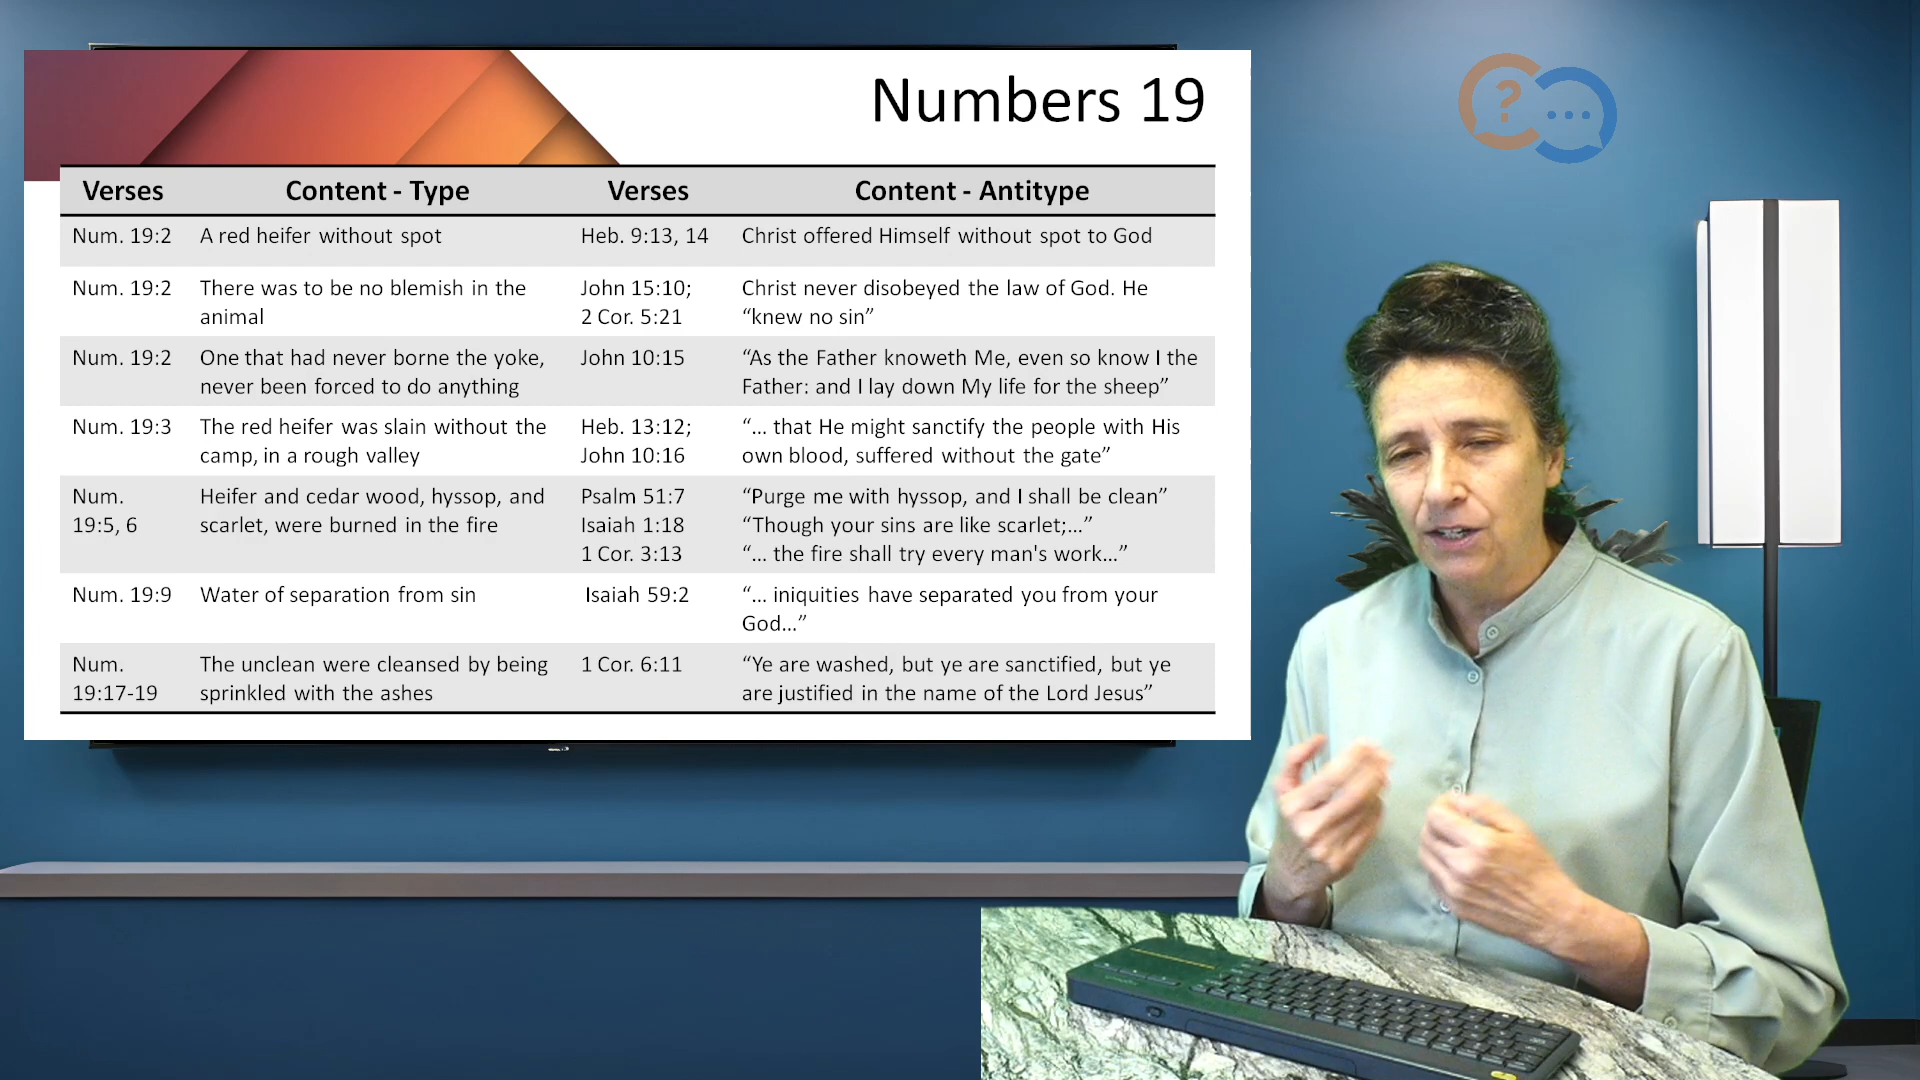 Numbers 19
Verses Content - Type Verses Content - Antitype
Num. 19:2 A red heifer without spot Heb. 9:13, 14 Christ offered Himself without spot to God
Num. 19:2 There was to be no blemish in the John 15:10; Christ never disobeyed the law of God. He
animal 2 Cor. 5:21 “knew no sin”
Num. 19:2 One that had never borne the yoke, John 10:15 “As the Father knoweth Me, even so know I the
never been forced to do anything Father: and I lay down My life for the sheep”
Num. 19:3 The red heifer was slain without the Heb. 13:12; “... that He might sanctify the people with His
camp, in a rough valley John 10:16 own blood, suffered without the gate”
Num. Heifer and cedar wood, hyssop, and Psalm 51:7 “Purge me with hyssop, and I shall be clean”
19:5, 6 scarlet, were burned in the fire Isaiah 1:18 “Though your sins are like scarlet;...”
1 Cor. 3:13 “... the fire shall try every man's work...”
Num. 19:9 Water of separation from sin Isaiah 59:2 “... iniquities have separated you from your
God...”
Num. The unclean were cleansed by being 1 Cor. 6:11 “Ye are washed, but ye are sanctified, but ye
19:17-19 sprinkled with the ashes are justified in the name of the Lord Jesus”
? ...